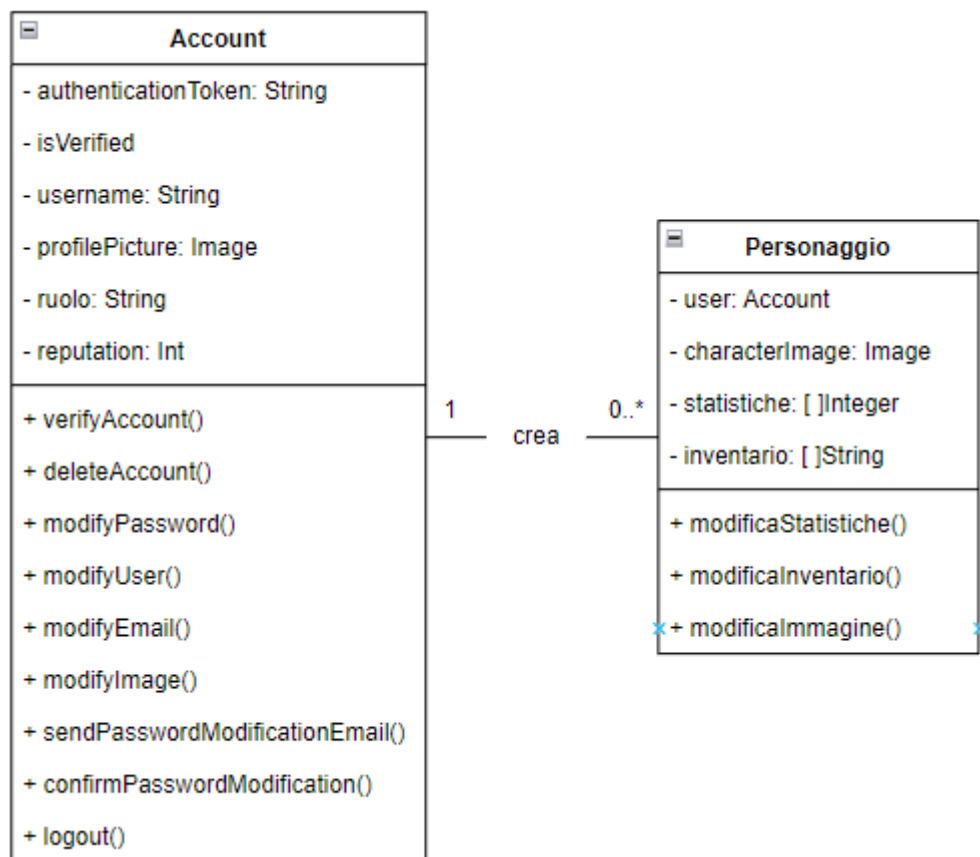 Account
- authenticationToken: String
- isVerified
- username: String
- profilePicture: Image
- ruolo: String
- reputation: Int
+ verifyAccount()
+ deleteAccount()
+ modifyPassword()
+ modifyUser()
+ modifyEmail()
+ modifyImage()
+ sendPasswordModificationEmail()
+ confirmPasswordModification()
+ logout()
1
crea
0..*
Personaggio
- user: Account
- characterImage: Image
- statistiche: [ ]Integer
- inventario: [ ]String
+ modificaStatistiche()
+ modificaInventario()
+ modificaImmagine()